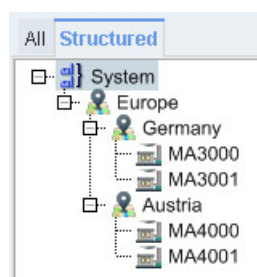 All Structured
System
Europe
Germany
MA3000
MA3001
Austria
MA4000
MA4001